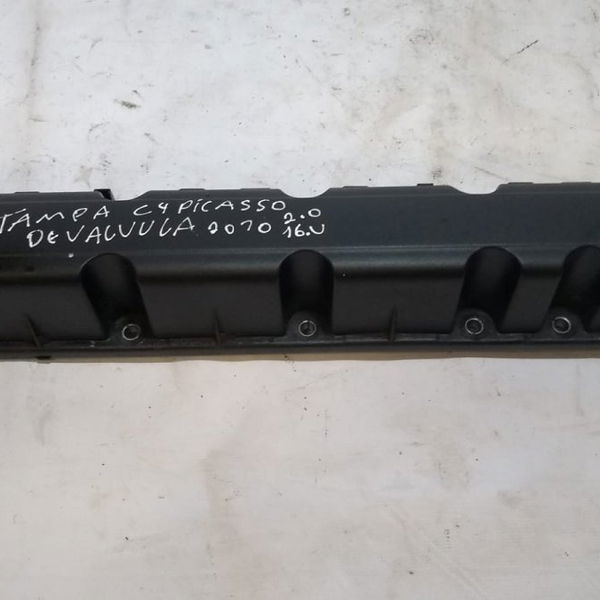 TAMPA C4 PICASSO 2.0
DE VALVULA 2010 16.V